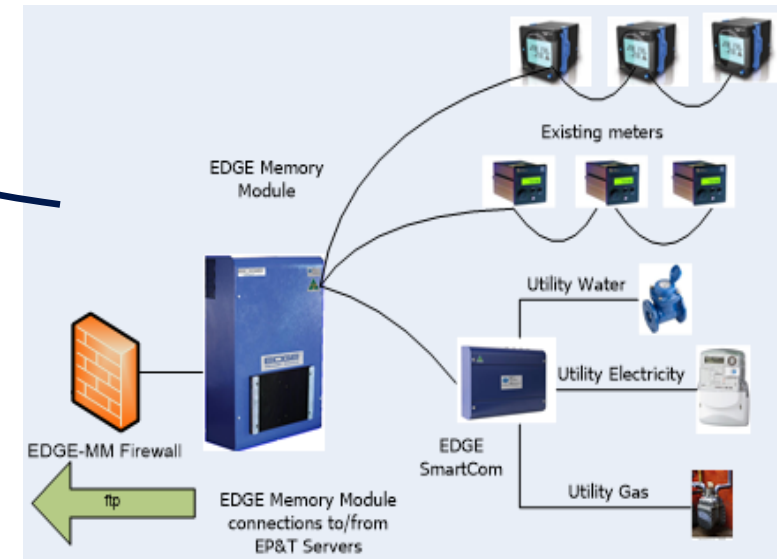 Existing meters
EDGE Memory
Module
Utility Water
Utility Electricity
EDGE
EDGE-MM Firewall
EDGE
SmartCom
Utility Gas
ftp
EDGE Memory Module
connections to/from
EP&T Servers